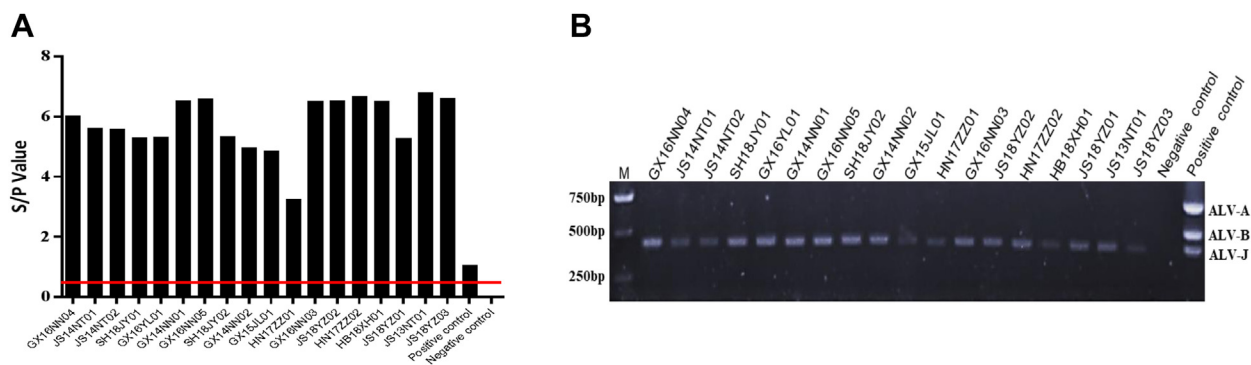 A
8
6
4
2
0
S/P Value
GX16NN04
JS14NT01
JS14NT02
SH18JY01
GX16YL01
GX14NN01
GX16NN05
SH18JY02
GX14NN02
GX15JL01
HN17ZZ01
GX16NN03
JS18YZ02
HN17ZZ02
HB18XH01
JS18YZ01
JS13NT01
JS18YZ03
Positive control
Negative control
B
M
GX16NN04
JS14NT01
JS14NT02
SH18JY01
GX16YL01
GX14NN01
GX16NN05
SH18JY02
GX14NN02
GX15JL01
HN17ZZ01
GX16NN03
JS18YZ02
HN17ZZ02
HB18XH01
JS18YZ01
JS13NT01
JS18YZ03
Negative control
Positive control
750bp
500bp
250bp
ALV-A
ALV-B
ALV-J